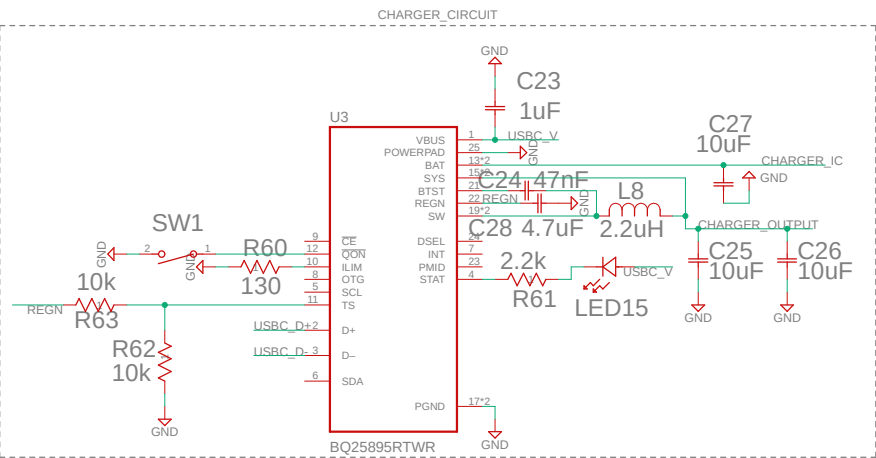 CHARGER_CIRCUIT
GND
C23
1uF
U3
VBUS 1 USBC_V
POWERPAD 25 GND
BAT 13*2
C27
10uF
CHARGER_IC
GND
SYS 15*2
BTST 21 C24 47nF
REGN 22 REGN GND
SW 19*2
C28 4.7uF
L8
2.2uH
CHARGER_OUTPUT
C25
10uF
GND
C26
10uF
GND
SW1
GND 2 1
9 CE
12 QON
GND R60
130
10 ILIM
8 OTG
5 SCL
11 TS
10k
REGN
R63
R62
10k
GND
USBC_D+ 2 D+
USBC_D- 3 D–
6 SDA
DSEL 24
INT 7
PMID 23
STAT 4
2.2k
R61
LED15
USBC_V
PGND 17*2
GND
BQ25895RTWR